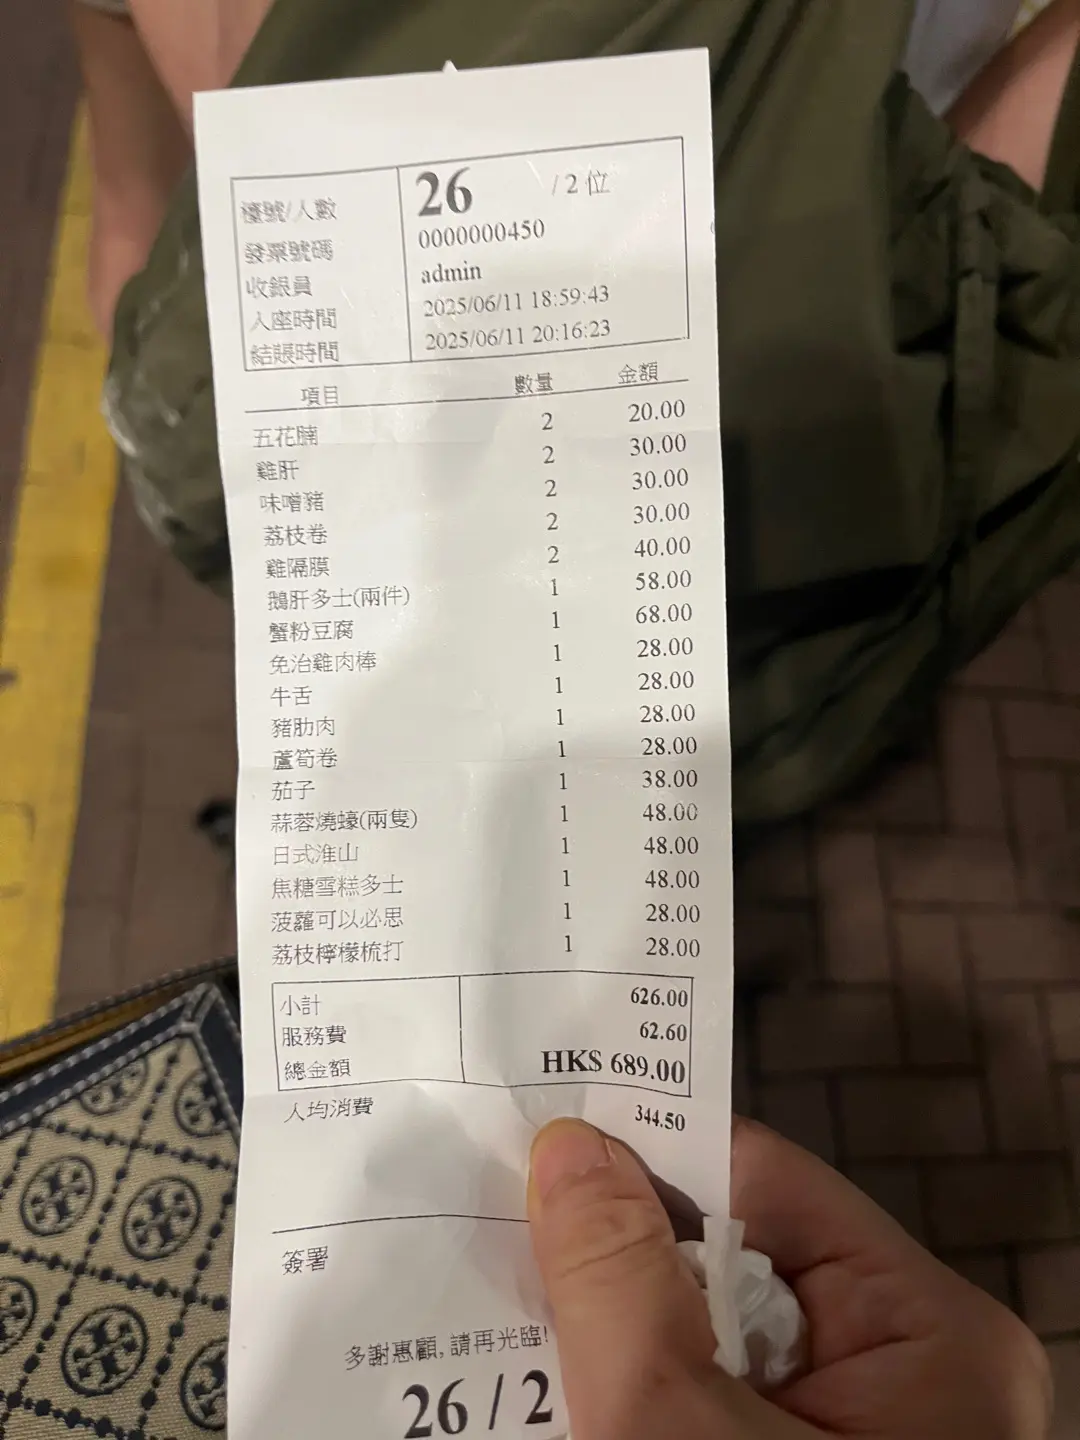 檯號/人數 26 / 2 位
發票號碼 0000000450
收銀員 admin
入座時間 2025/06/11 18:59:43
結賬時間 2025/06/11 20:16:23
項目 數量 金額
五花腩 2 20.00
雞肝 2 30.00
味噌豬 2 30.00
荔枝卷 2 30.00
雞隔膜 2 40.00
鵝肝多士(兩件) 1 58.00
蟹粉豆腐 1 68.00
免治雞肉棒 1 28.00
牛舌 1 28.00
豬肋肉 1 28.00
蘆筍卷 1 28.00
茄子 1 38.00
蒜蓉燒蠔(兩隻) 1 48.00
日式淮山 1 48.00
焦糖雪糕多士 1 48.00
菠蘿可以必思 1 28.00
荔枝檸檬梳打 1 28.00
小計 626.00
服務費 62.60
總金額 HK$ 689.00
人均消費 344.50
簽署
多謝惠顧, 請再光臨!
26 / 2